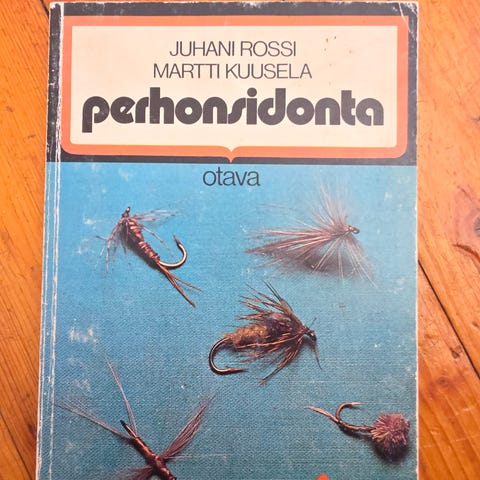 JUHANI ROSSI
MARTTI KUUSELA
perhonsidonta
otava